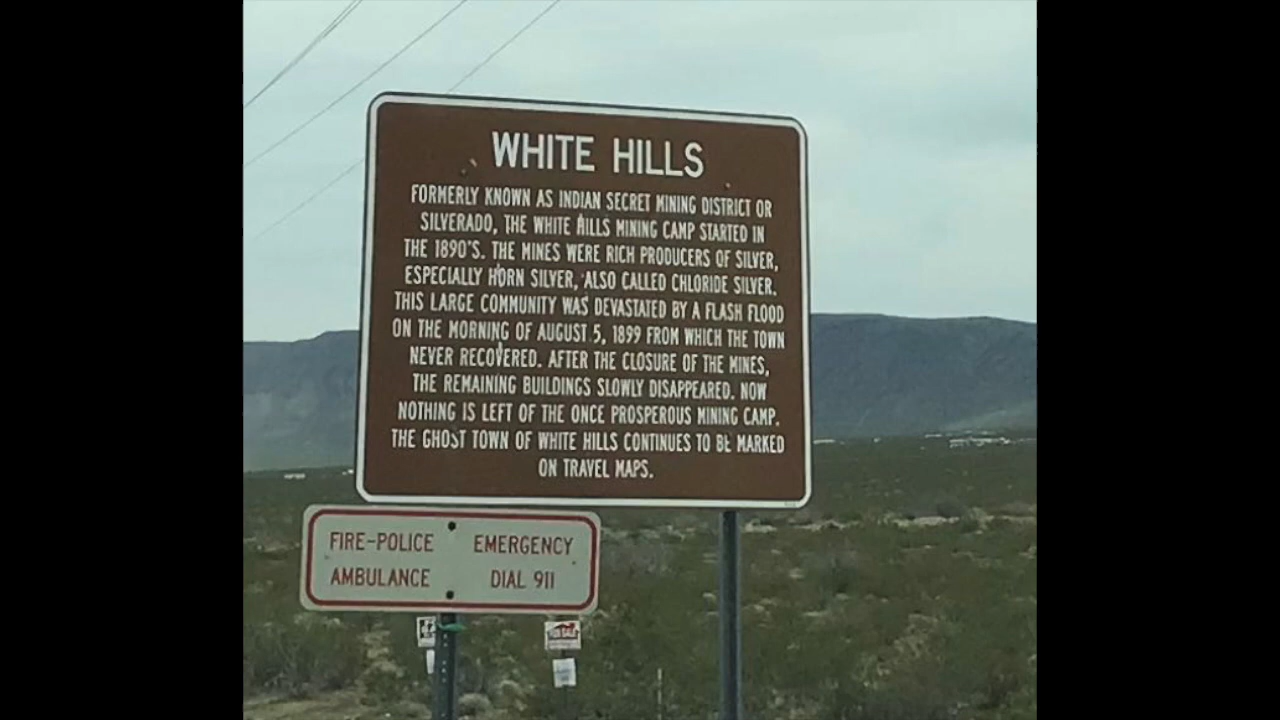 WHITE HILLS
FORMERLY KNOWN AS INDIAN SECRET MINING DISTRICT OR
SILVERADO, THE WHITE HILLS MINING CAMP STARTED IN
THE 1890'S. THE MINES WERE RICH PRODUCERS OF SILVER,
ESPECIALLY HORN SILVER, ALSO CALLED CHLORIDE SILVER.
THIS LARGE COMMUNITY WAS DEVASTATED BY A FLASH FLOOD
ON THE MORNING OF AUGUST 5, 1899 FROM WHICH THE TOWN
NEVER RECOVERED. AFTER THE CLOSURE OF THE MINES,
THE REMAINING BUILDINGS SLOWLY DISAPPEARED. NOW
NOTHING IS LEFT OF THE ONCE PROSPEROUS MINING CAMP.
THE GHOST TOWN OF WHITE HILLS CONTINUES TO BE MARKED
ON TRAVEL MAPS.
FIRE-POLICE EMERGENCY
AMBULANCE DIAL 911
FOR SALE